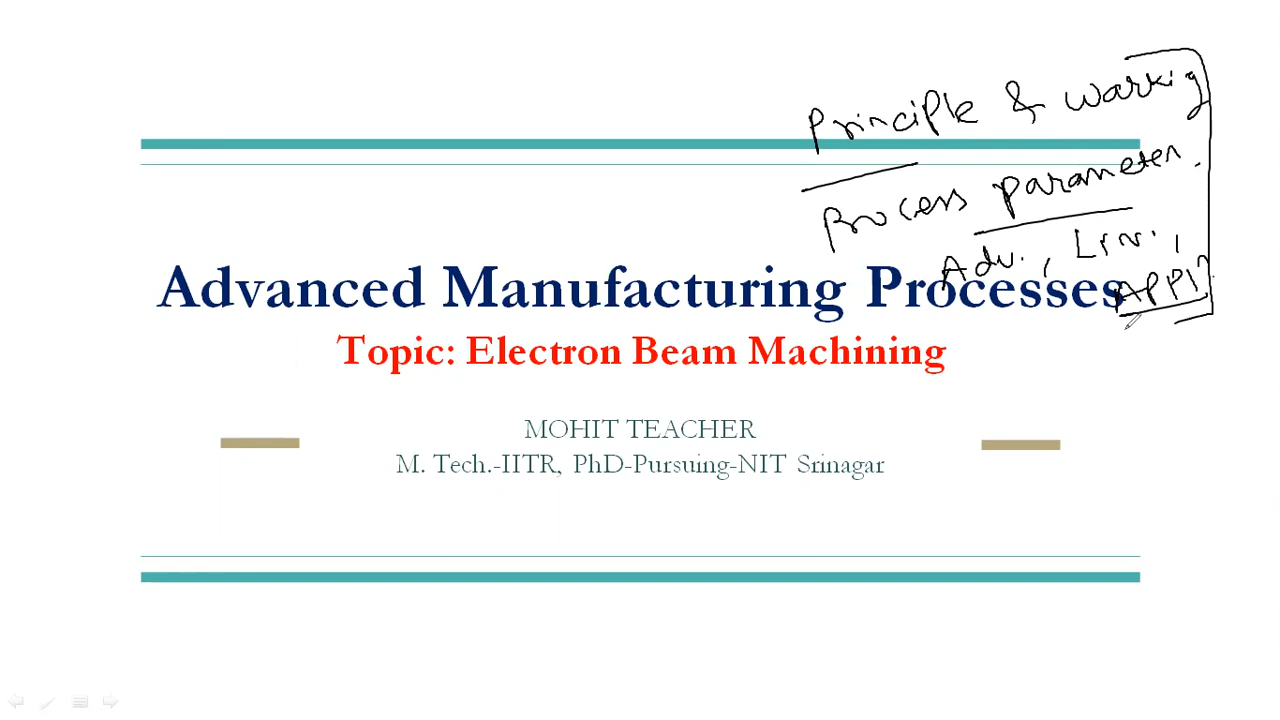 Principle & working
Process parameter.
Adv., Lim.,
APPln
Advanced Manufacturing Processes
Topic: Electron Beam Machining
MOHIT TEACHER
M. Tech.-IITR, PhD-Pursuing-NIT Srinagar